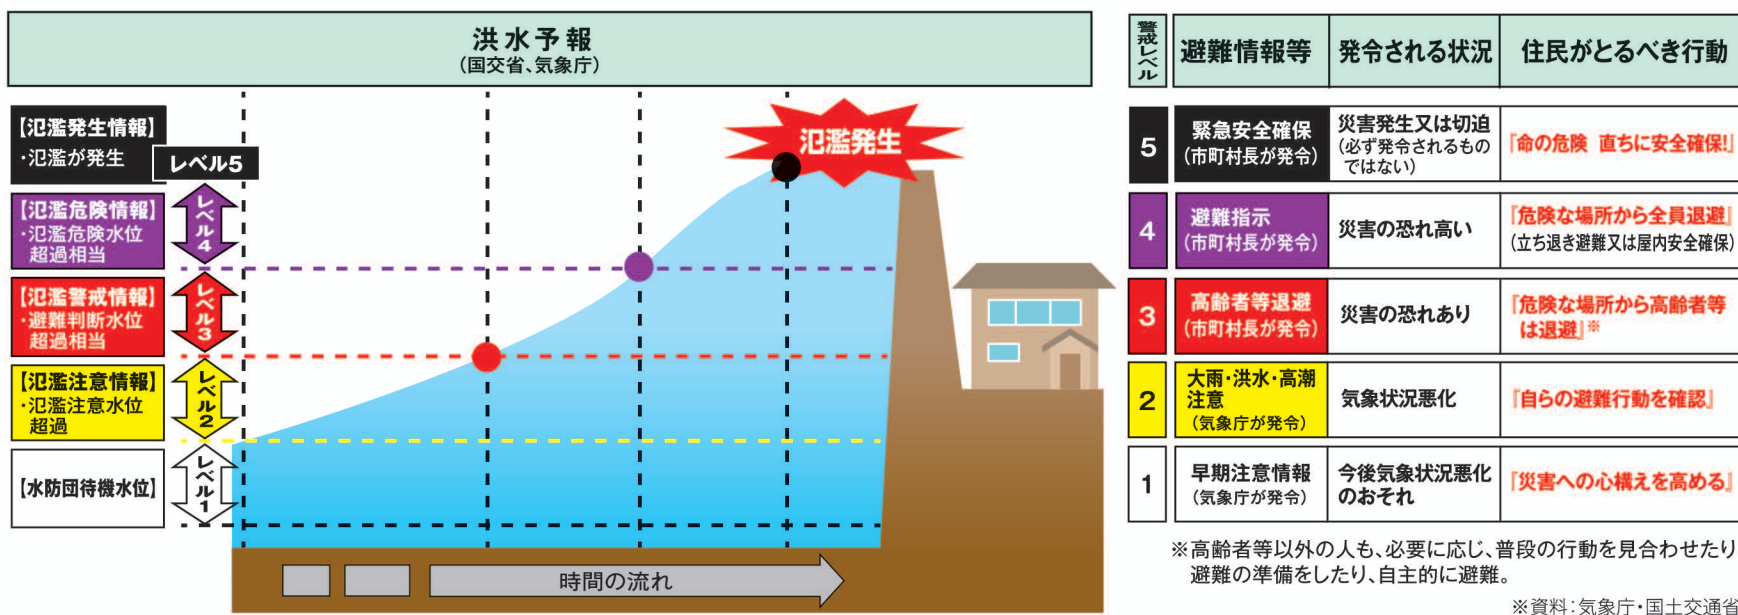 洪水予報
(国交省、気象庁)
【氾濫発生情報】
・氾濫が発生
レベル5
【氾濫危険情報】
・氾濫危険水位
超過相当
レベル4
【氾濫警戒情報】
・避難判断水位
超過相当
レベル3
【氾濫注意情報】
・氾濫注意水位
超過
レベル2
【水防団待機水位】
レベル1
氾濫発生
時間の流れ
警戒レベル
避難情報等
発令される状況
住民がとるべき行動
5
緊急安全確保
(市町村長が発令)
災害発生又は切迫
(必ず発令されるもの
ではない)
『命の危険 直ちに安全確保!』
4
避難指示
(市町村長が発令)
災害の恐れ高い
『危険な場所から全員退避』
(立ち退き避難又は屋内安全確保)
3
高齢者等退避
(市町村長が発令)
災害の恐れあり
『危険な場所から高齢者等
は退避』※
2
大雨・洪水・高潮
注意
(気象庁が発令)
気象状況悪化
『自らの避難行動を確認』
1
早期注意情報
(気象庁が発令)
今後気象状況悪化
のおそれ
『災害への心構えを高める』
※高齢者等以外の人も、必要に応じ、普段の行動を見合わせたり
避難の準備をしたり、自主的に避難。
※資料:気象庁・国土交通省